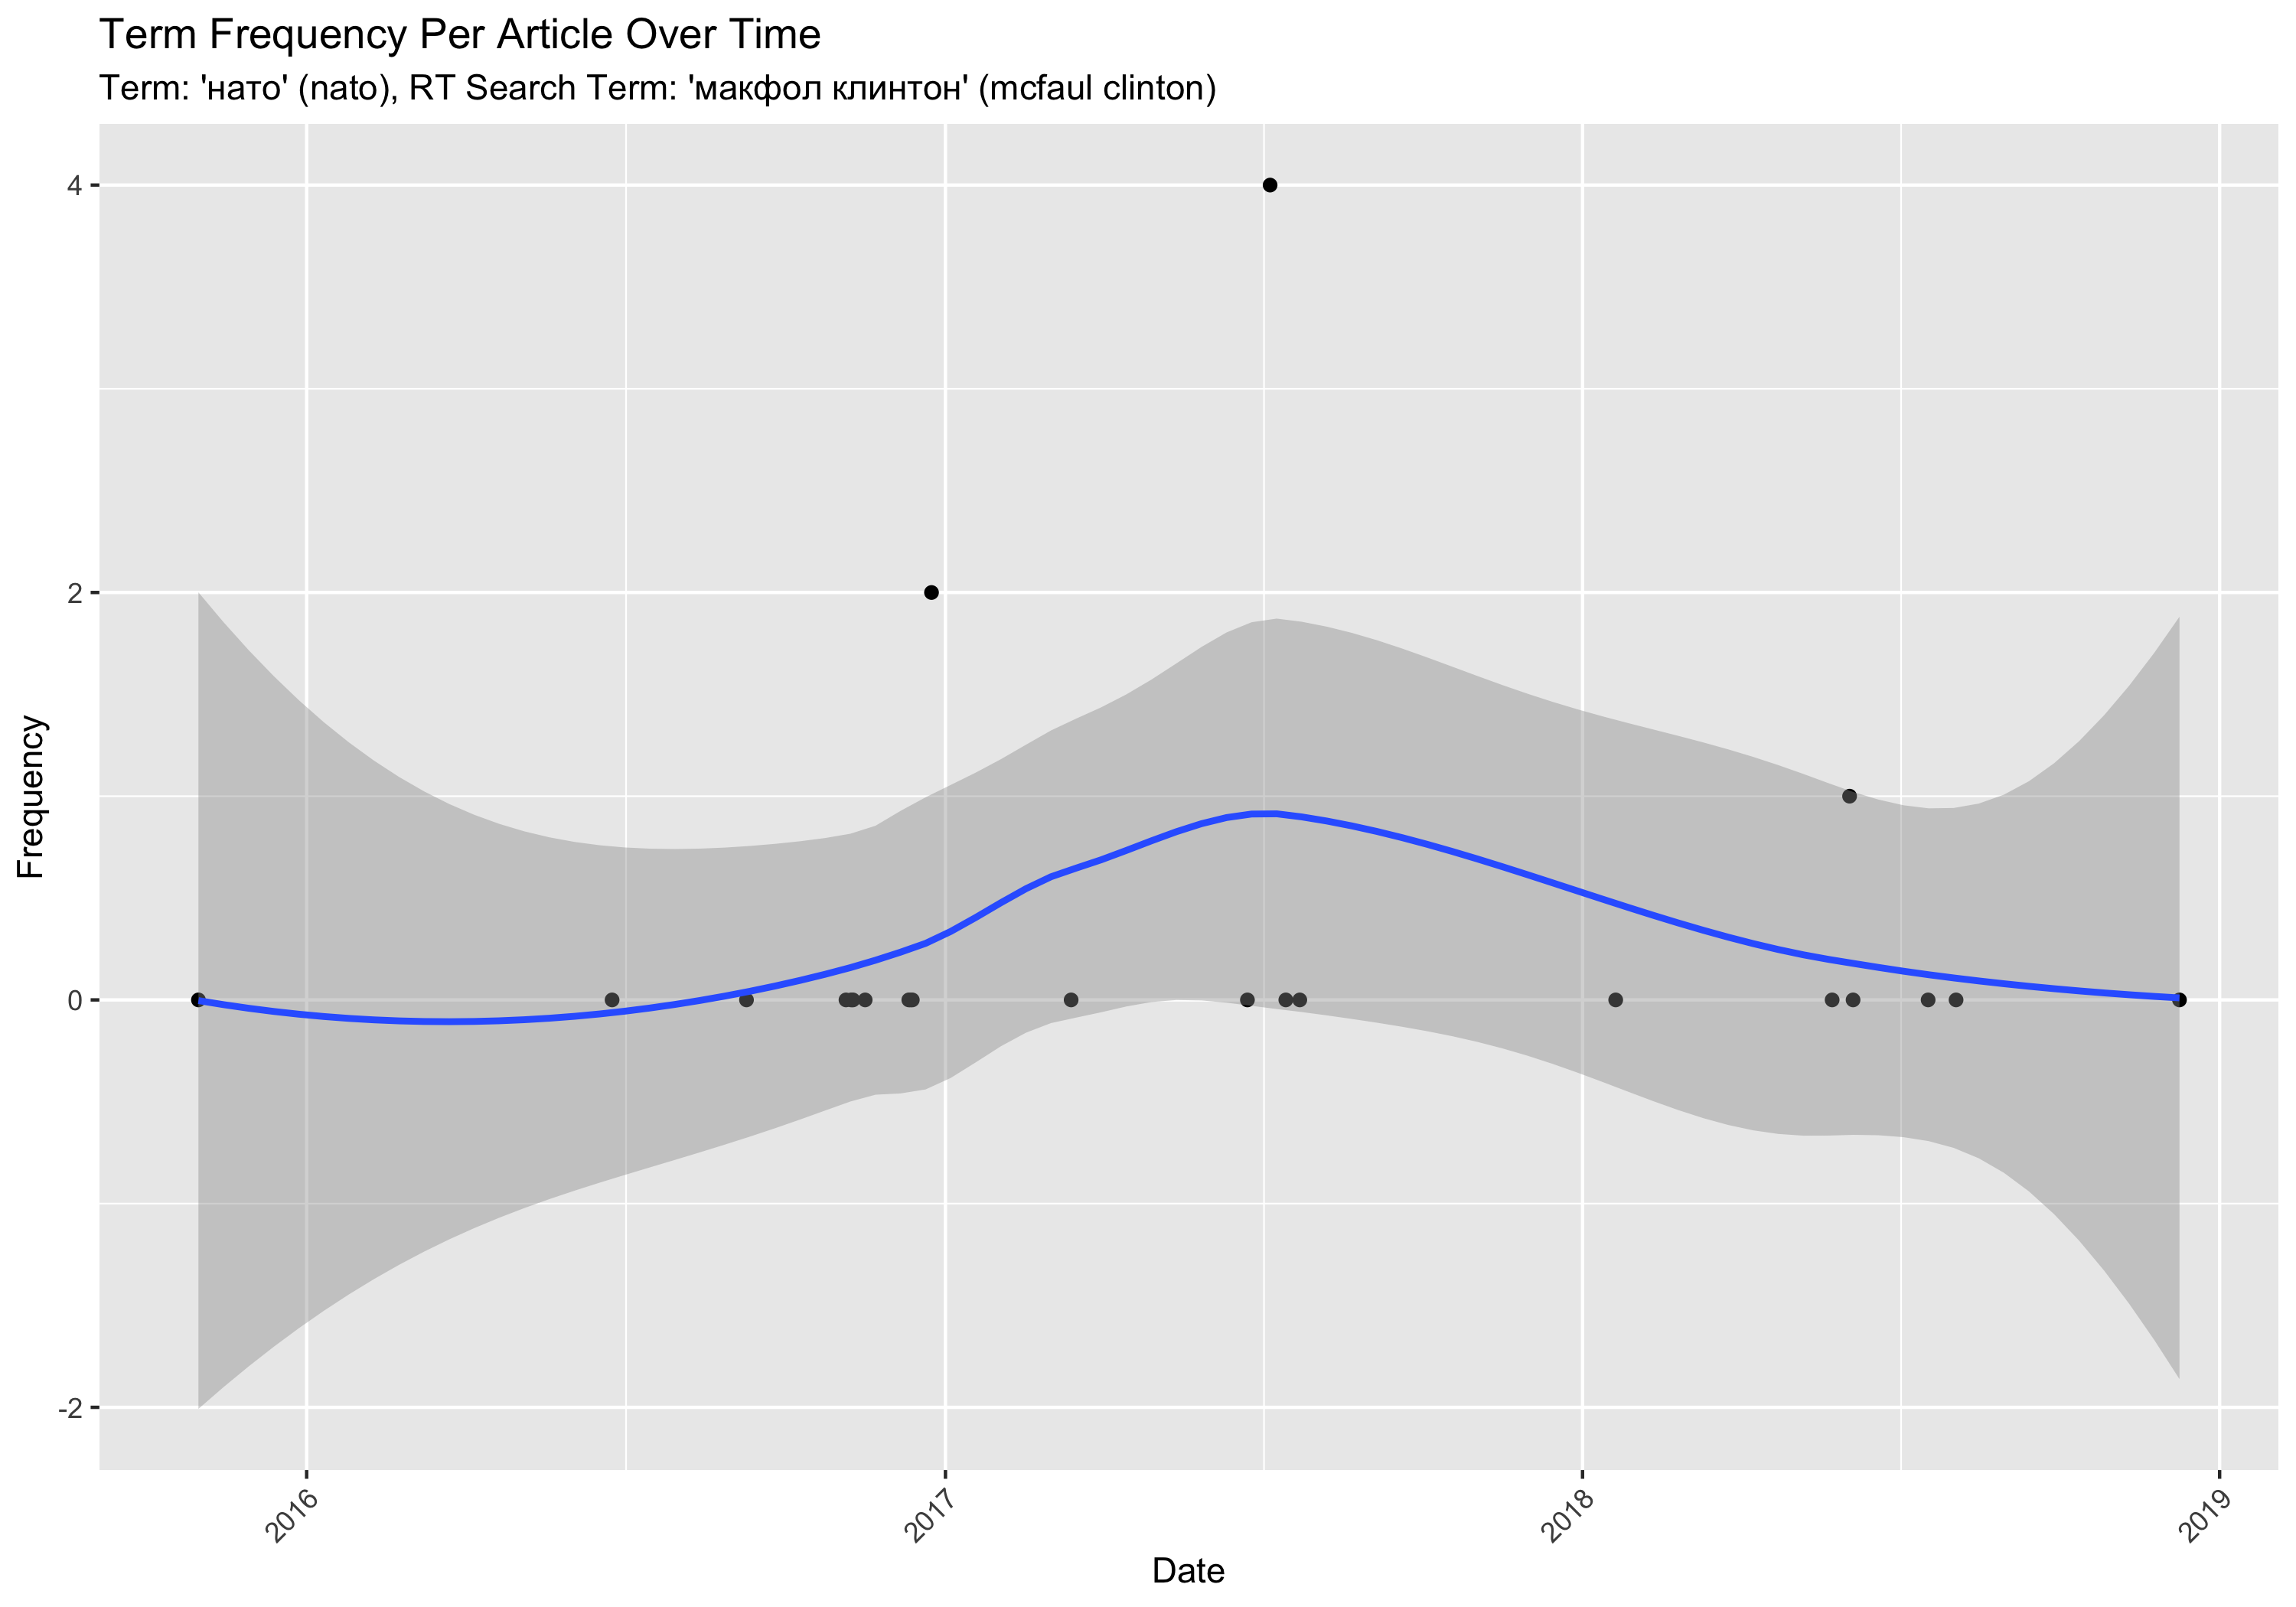 Term Frequency Per Article Over Time
Term: 'нато' (nato), RT Search Term: 'макфол клинтон' (mcfaul clinton)
4
2
0
-2
Frequency
2016
2017
2018
2019
Date